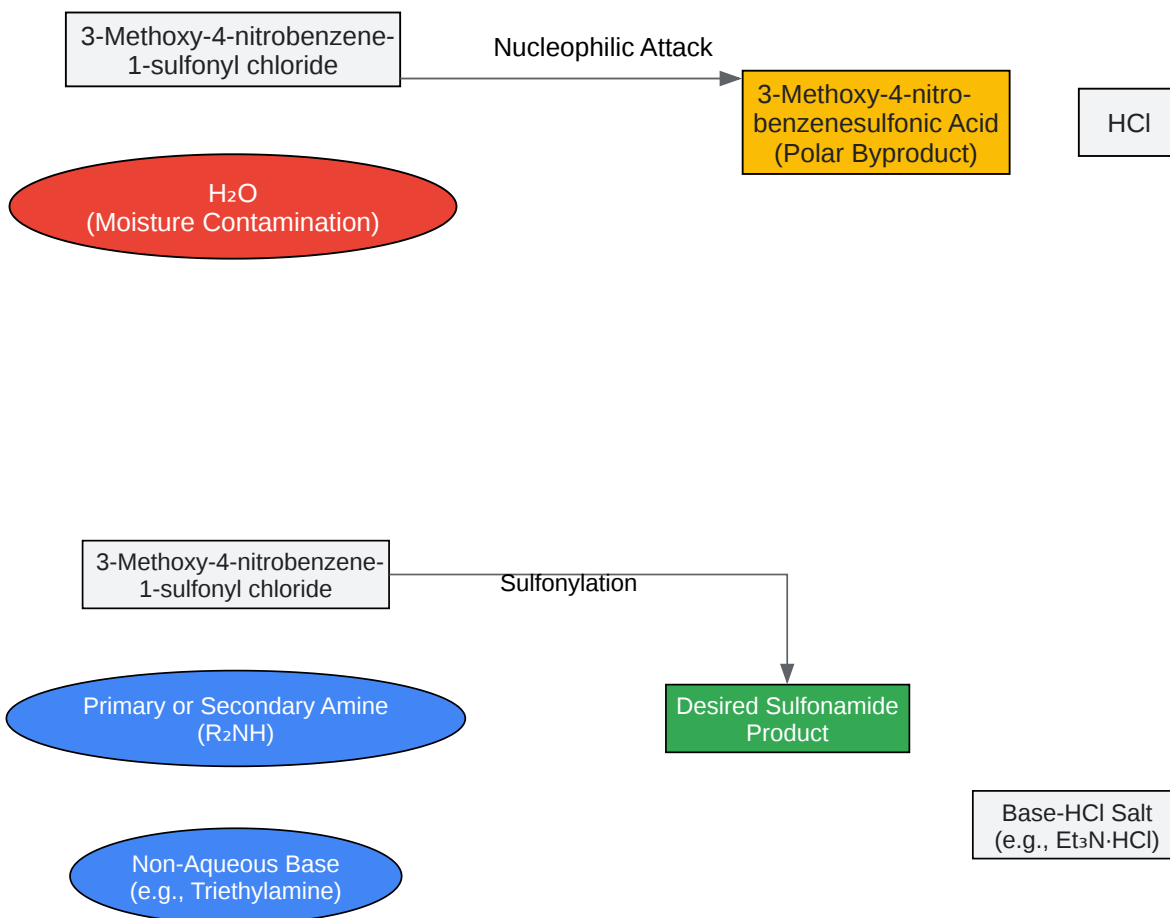 3-Methoxy-4-nitrobenzene-
1-sulfonyl chloride
Nucleophilic Attack
3-Methoxy-4-nitro-
benzenesulfonic Acid
(Polar Byproduct)
HCl
H₂O
(Moisture Contamination)
3-Methoxy-4-nitrobenzene-
1-sulfonyl chloride
Sulfonylation
Primary or Secondary Amine
(R₂NH)
Desired Sulfonamide
Product
Base-HCl Salt
(e.g., Et₃N·HCl)
Non-Aqueous Base
(e.g., Triethylamine)